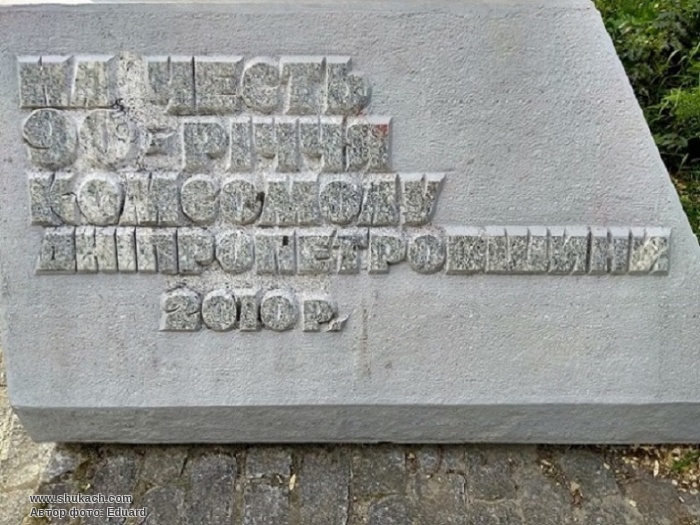 НА ЧЕСТЬ
90-РІЧЧЯ
КОМСОМОЛУ
ДНІПРОПЕТРОВЩИНИ
2010 Р.
www.shukach.com
Автор фото: Eduard